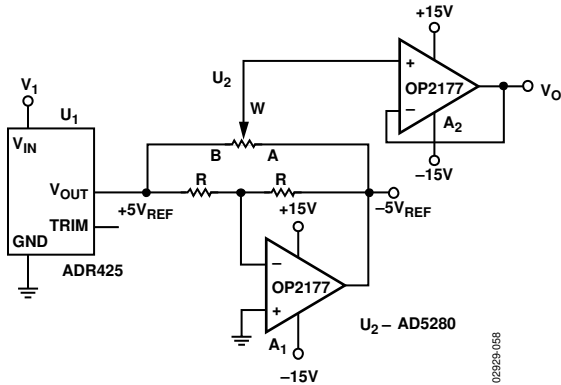 +15V
V1
U1
VIN
VOUT
TRIM
GND
ADR425
+5VREF
U2
W
B
A
R
R
+15V
−
OP2177
+
A1
−15V
−5VREF
U2 – AD5280
+
OP2177
−
A2
−15V
VO
02929-058